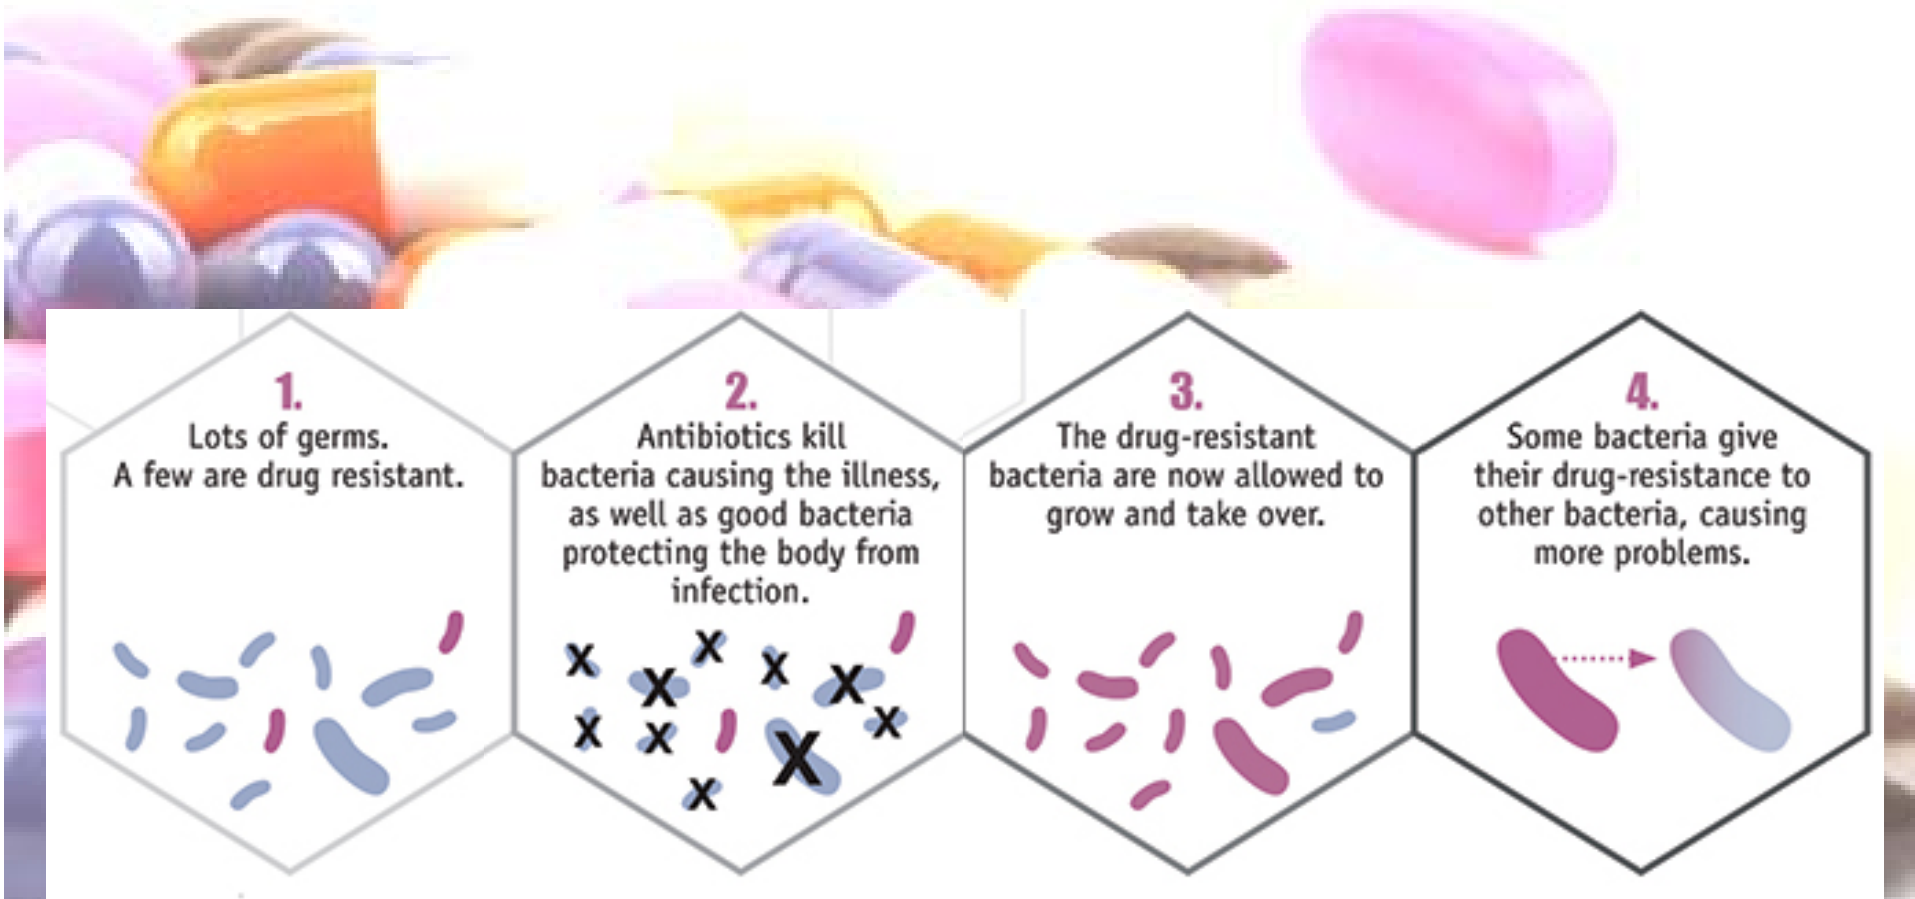 1.
Lots of germs.
A few are drug resistant.
2.
Antibiotics kill
bacteria causing the illness,
as well as good bacteria
protecting the body from
infection.
3.
The drug-resistant
bacteria are now allowed to
grow and take over.
4.
Some bacteria give
their drug-resistance to
other bacteria, causing
more problems.